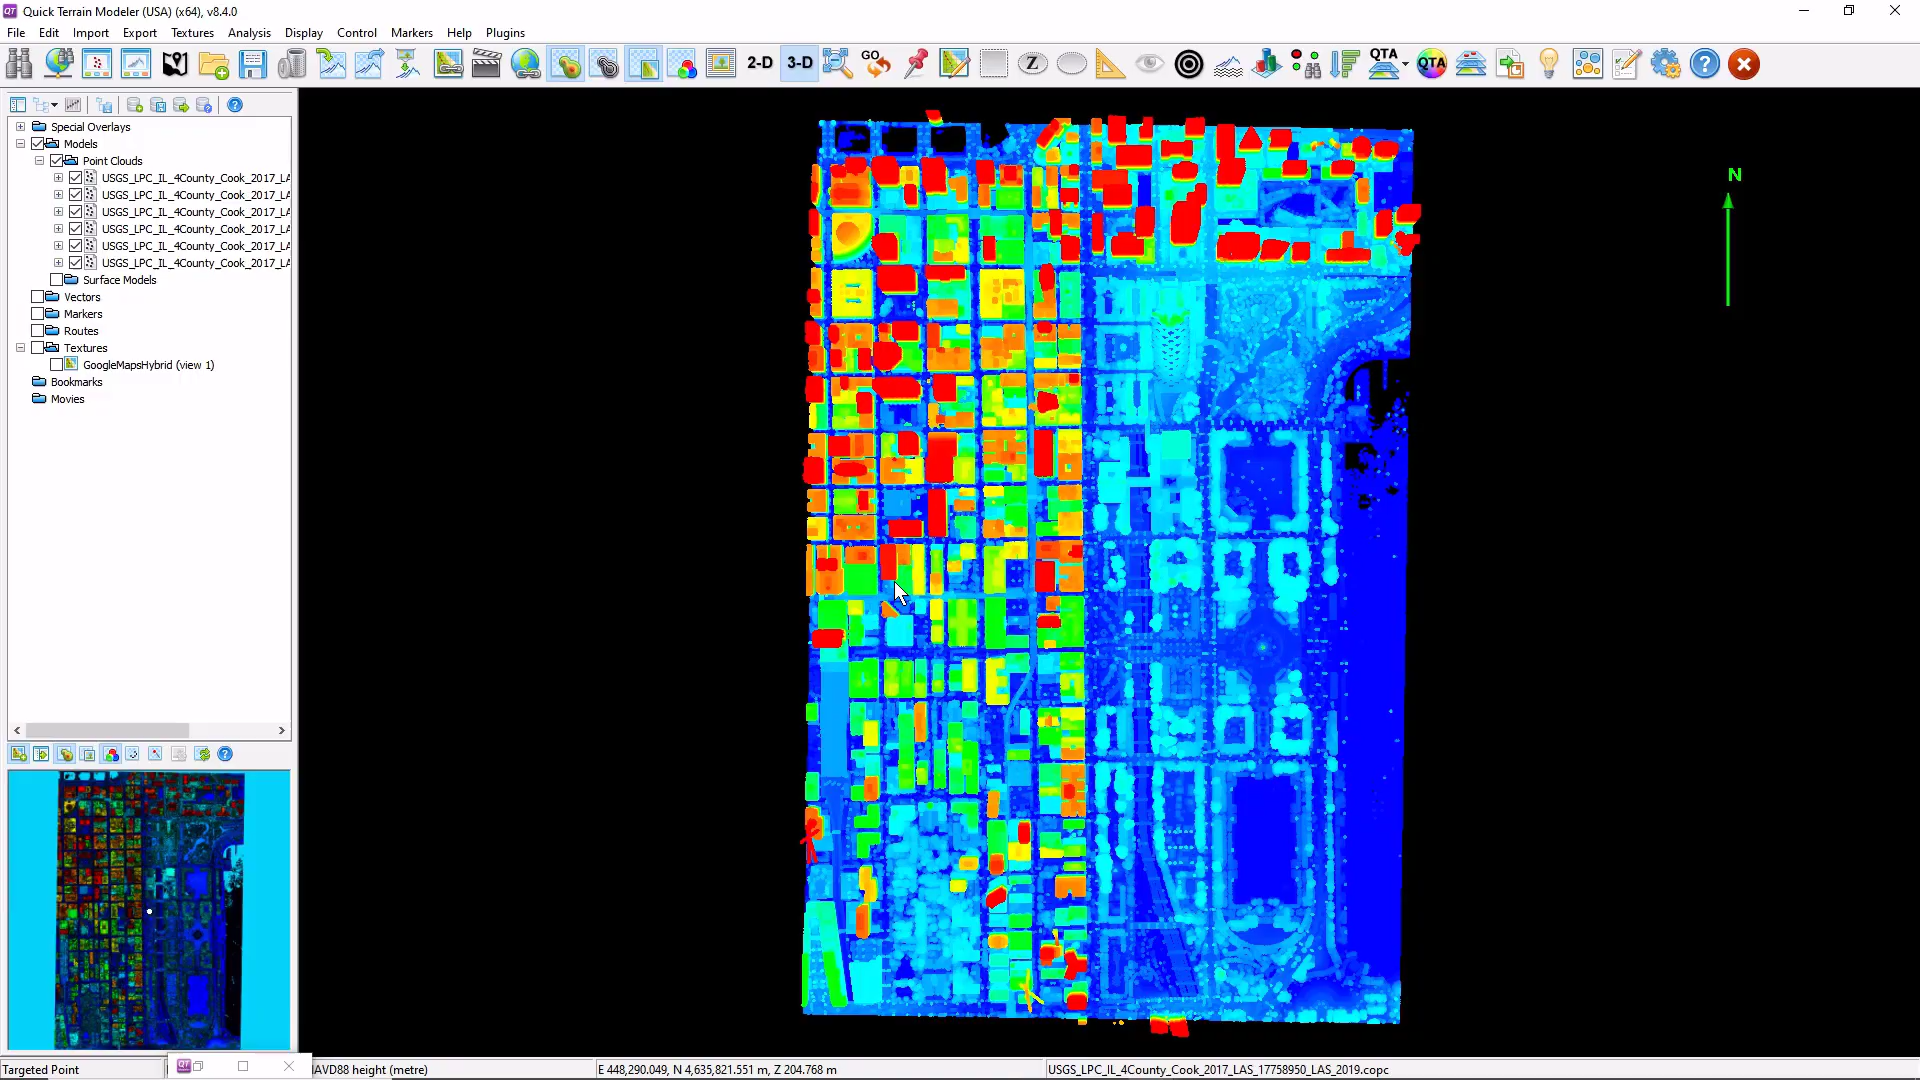 Quick Terrain Modeler (USA) (x64), v8.4.0
File Edit Import Export Textures Analysis Display Control Markers Help Plugins
2-D 3-D GO Z QTA QTA
Special Overlays
Models
Point Clouds
USGS_LPC_IL_4County_Cook_2017_LA
USGS_LPC_IL_4County_Cook_2017_LA
USGS_LPC_IL_4County_Cook_2017_LA
USGS_LPC_IL_4County_Cook_2017_LA
USGS_LPC_IL_4County_Cook_2017_LA
USGS_LPC_IL_4County_Cook_2017_LA
Surface Models
Vectors
Markers
Routes
Textures
GoogleMapsHybrid (view 1)
Bookmarks
Movies
N
Targeted Point
AVD88 height (metre)
E 448,290.049, N 4,635,821.551 m, Z 204.768 m
USGS_LPC_IL_4County_Cook_2017_LAS_17758950_LAS_2019.copc